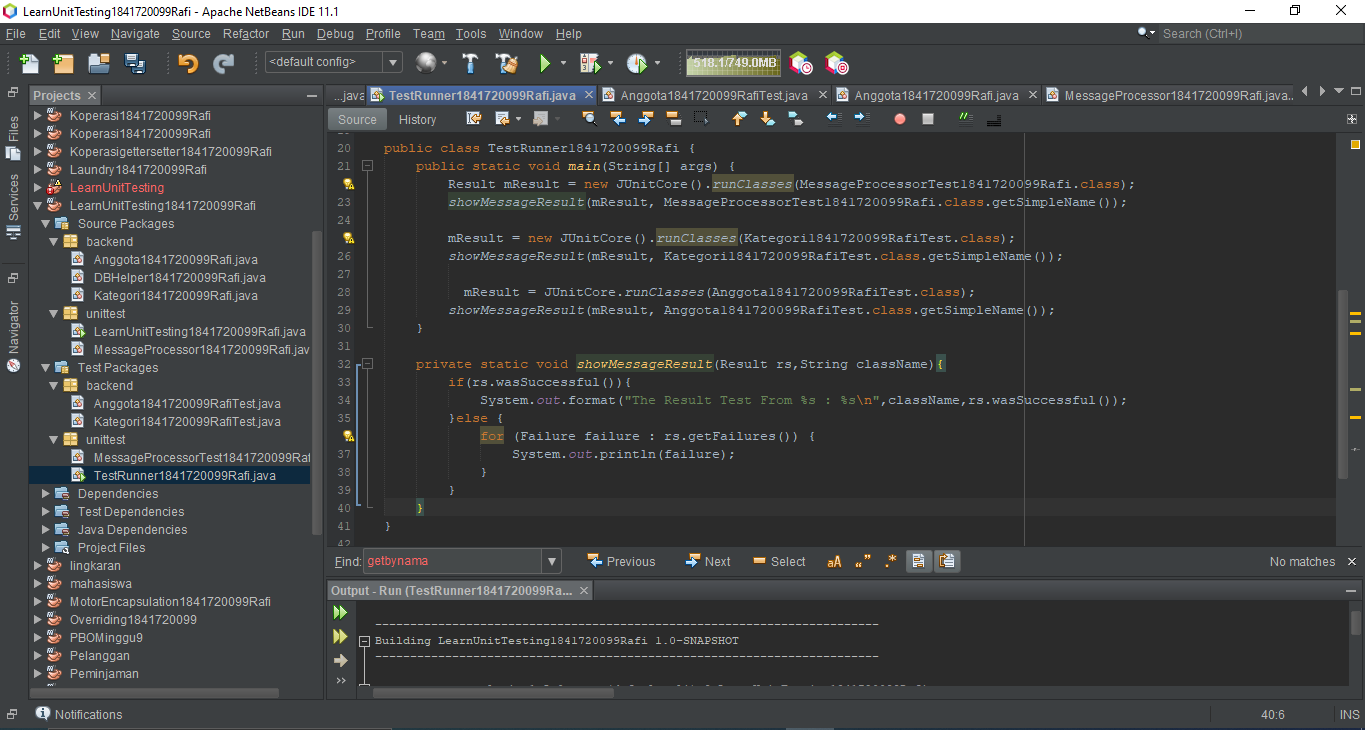 LearnUnitTesting1841720099Rafi - Apache NetBeans IDE 11.1
File Edit View Navigate Source Refactor Run Debug Profile Team Tools Window Help
Search (Ctrl+I)
<default config>
518.1/749.0MB
Projects
Files
Services
Navigator
Koperasi1841720099Rafi
Koperasi1841720099Rafi
Koperasigettersetter1841720099Rafi
Laundry1841720099Rafi
LearnUnitTesting
LearnUnitTesting1841720099Rafi
Source Packages
backend
Anggota1841720099Rafi.java
DBHelper1841720099Rafi.java
Kategori1841720099Rafi.java
unittest
LearnUnitTesting1841720099Rafi.java
MessageProcessor1841720099Rafi.jav
Test Packages
backend
Anggota1841720099RafiTest.java
Kategori1841720099RafiTest.java
unittest
MessageProcessorTest1841720099Raf
TestRunner1841720099Rafi.java
Dependencies
Test Dependencies
Java Dependencies
Project Files
lingkaran
mahasiswa
MotorEncapsulation1841720099Rafi
Overriding1841720099
PBOMinggu9
Pelanggan
Peminjaman
...java TestRunner1841720099Rafi.java Anggota1841720099RafiTest.java Anggota1841720099Rafi.java MessageProcessor1841720099Rafi.java...
Source History
20 public class TestRunner1841720099Rafi {
21 public static void main(String[] args) {
Result mResult = new JUnitCore().runClasses(MessageProcessorTest1841720099Rafi.class);
23 showMessageResult(mResult, MessageProcessorTest1841720099Rafi.class.getSimpleName());
24
mResult = new JUnitCore().runClasses(Kategori1841720099RafiTest.class);
26 showMessageResult(mResult, Kategori1841720099RafiTest.class.getSimpleName());
27
28 mResult = JUnitCore.runClasses(Anggota1841720099RafiTest.class);
29 showMessageResult(mResult, Anggota1841720099RafiTest.class.getSimpleName());
30 }
31
32 private static void showMessageResult(Result rs,String className){
33 if(rs.wasSuccessful()){
34 System.out.format("The Result Test From %s : %s\n",className,rs.wasSuccessful());
35 }else {
for (Failure failure : rs.getFailures()) {
37 System.out.println(failure);
38 }
39 }
40 }
41 }
42
Find: getbynama Previous Next Select No matches
Output - Run (TestRunner1841720099Ra...
------------------------------------------------------------------------
Building LearnUnitTesting1841720099Rafi 1.0-SNAPSHOT
------------------------------------------------------------------------
Notifications
40:6 INS